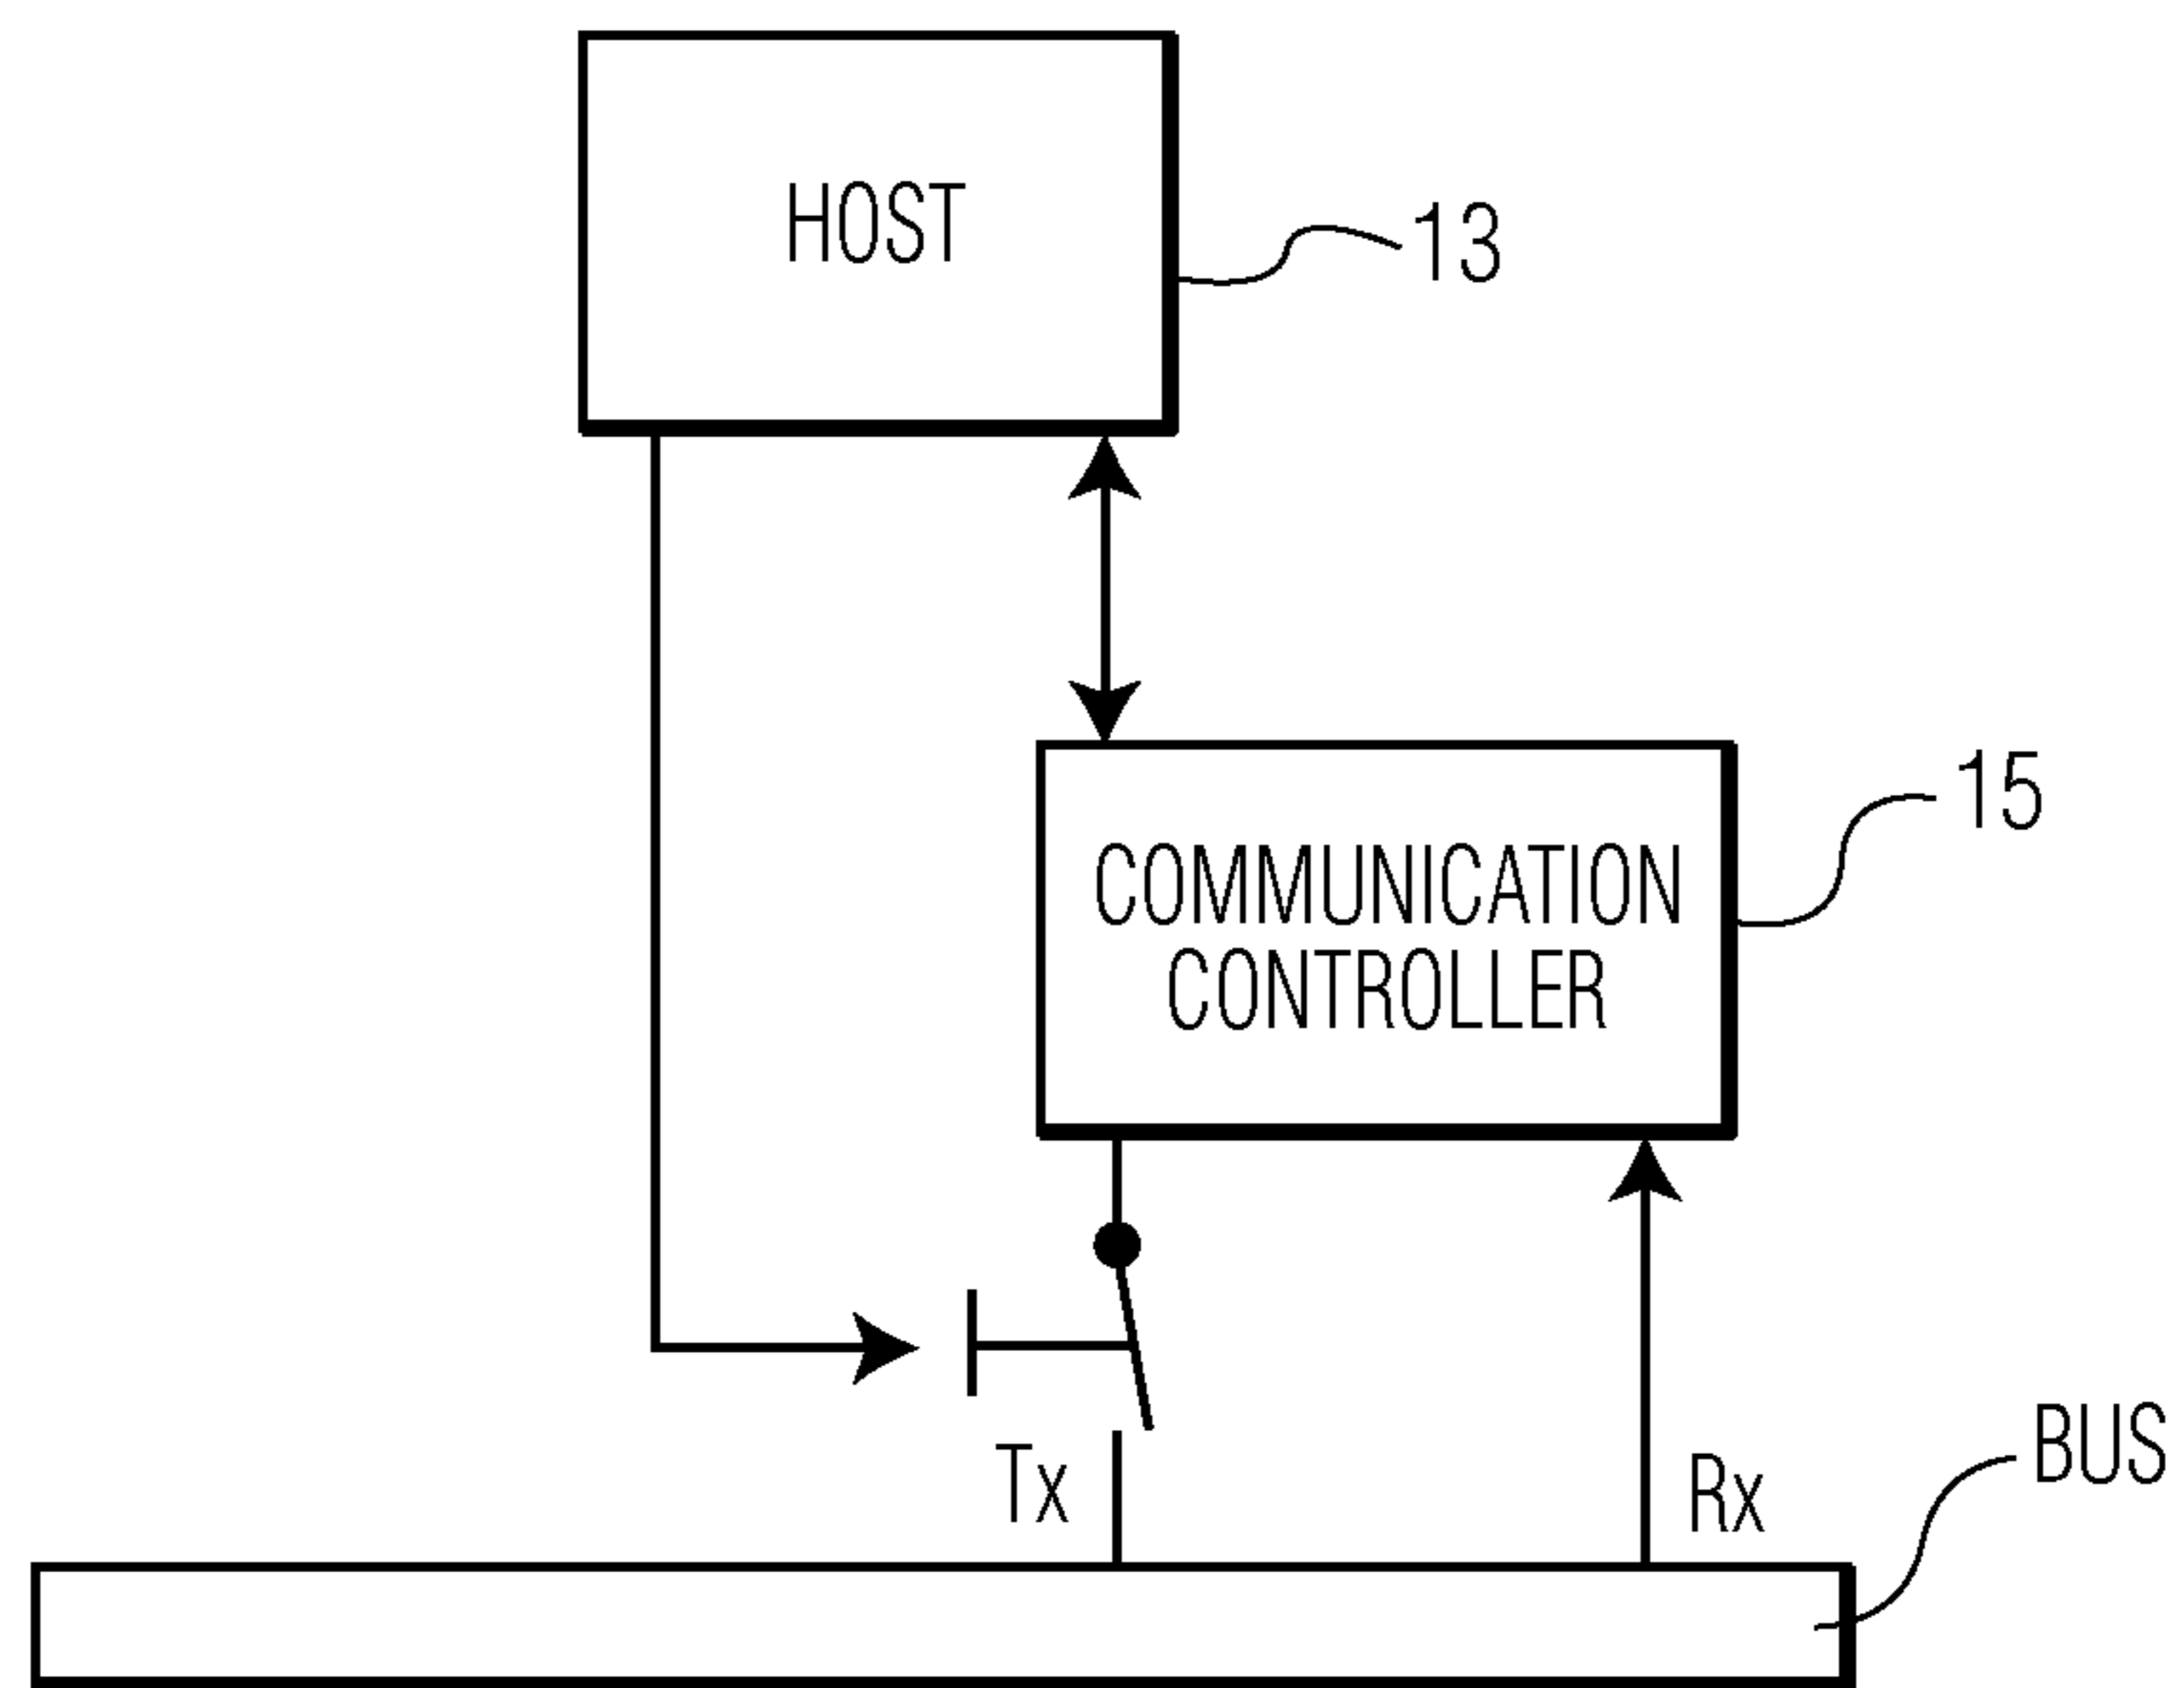 HOST
13
15
COMMUNICATION
CONTROLLER
Tx
Rx
BUS